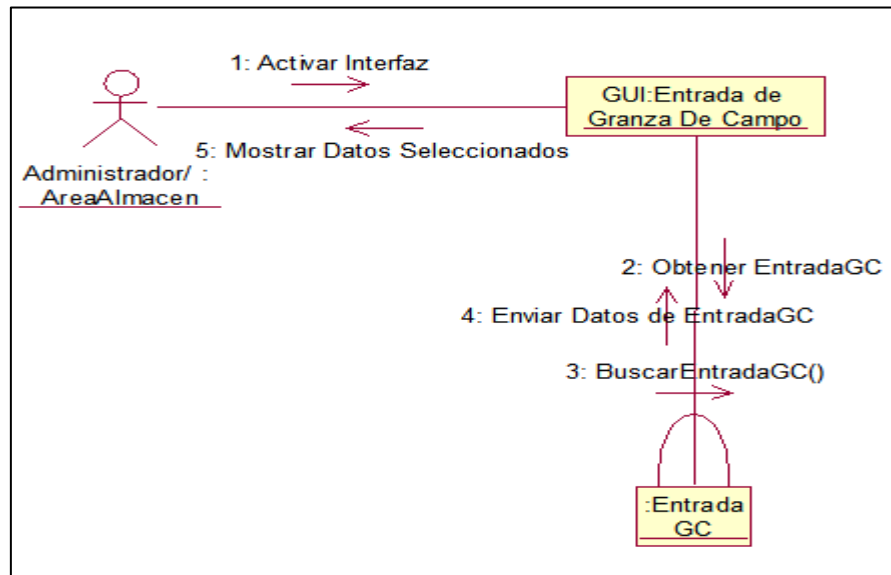 1: Activar Interfaz
GUI:Entrada de
Granza De Campo
5: Mostrar Datos Seleccionados
Administrador/ :
AreaAlmacen
2: Obtener EntradaGC
4: Enviar Datos de EntradaGC
3: BuscarEntradaGC()
:Entrada
GC